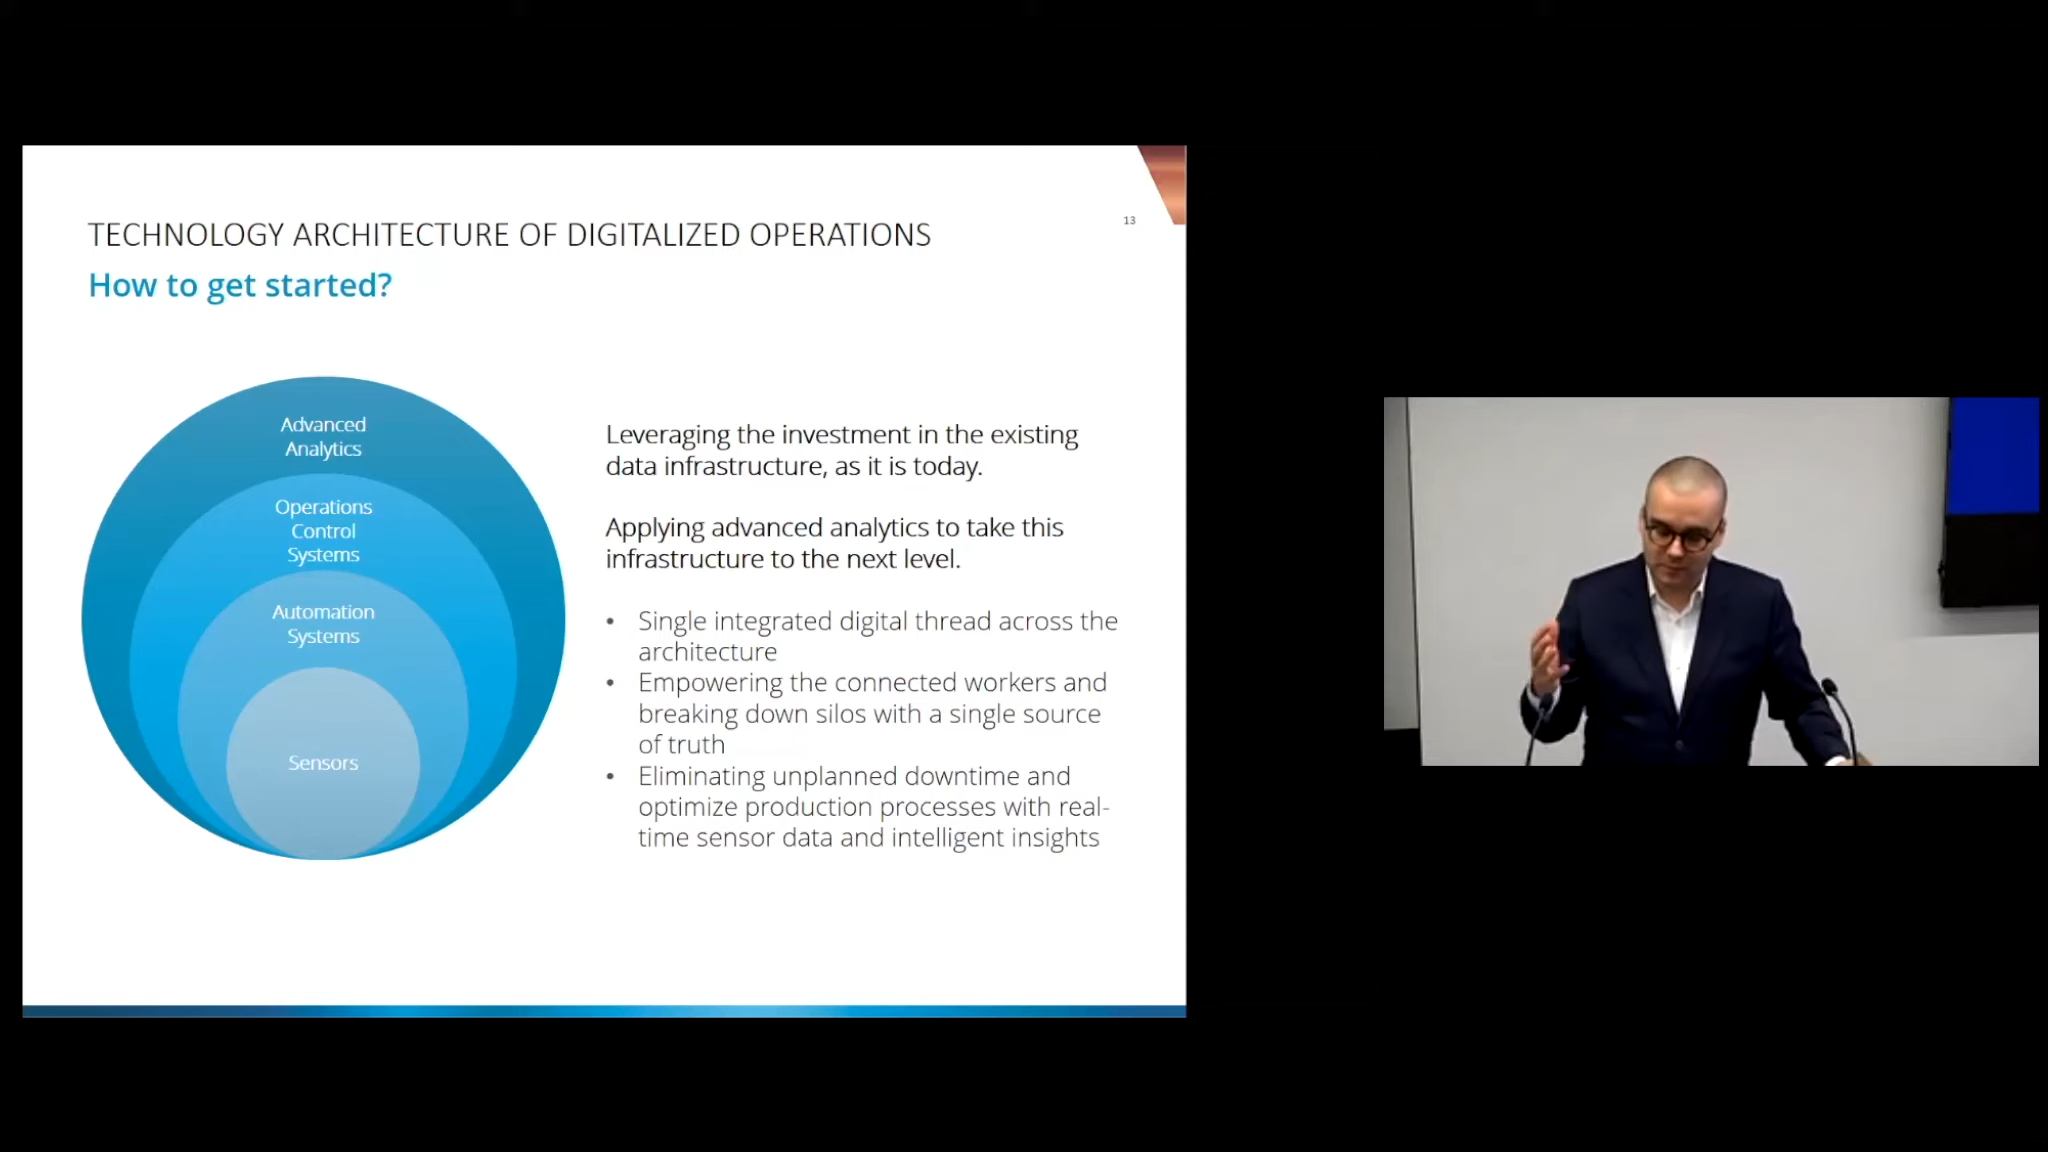 13
TECHNOLOGY ARCHITECTURE OF DIGITALIZED OPERATIONS
How to get started?
Advanced
Analytics
Operations
Control
Systems
Automation
Systems
Sensors
Leveraging the investment in the existing
data infrastructure, as it is today.
Applying advanced analytics to take this
infrastructure to the next level.
• Single integrated digital thread across the
architecture
• Empowering the connected workers and
breaking down silos with a single source
of truth
• Eliminating unplanned downtime and
optimize production processes with real-
time sensor data and intelligent insights